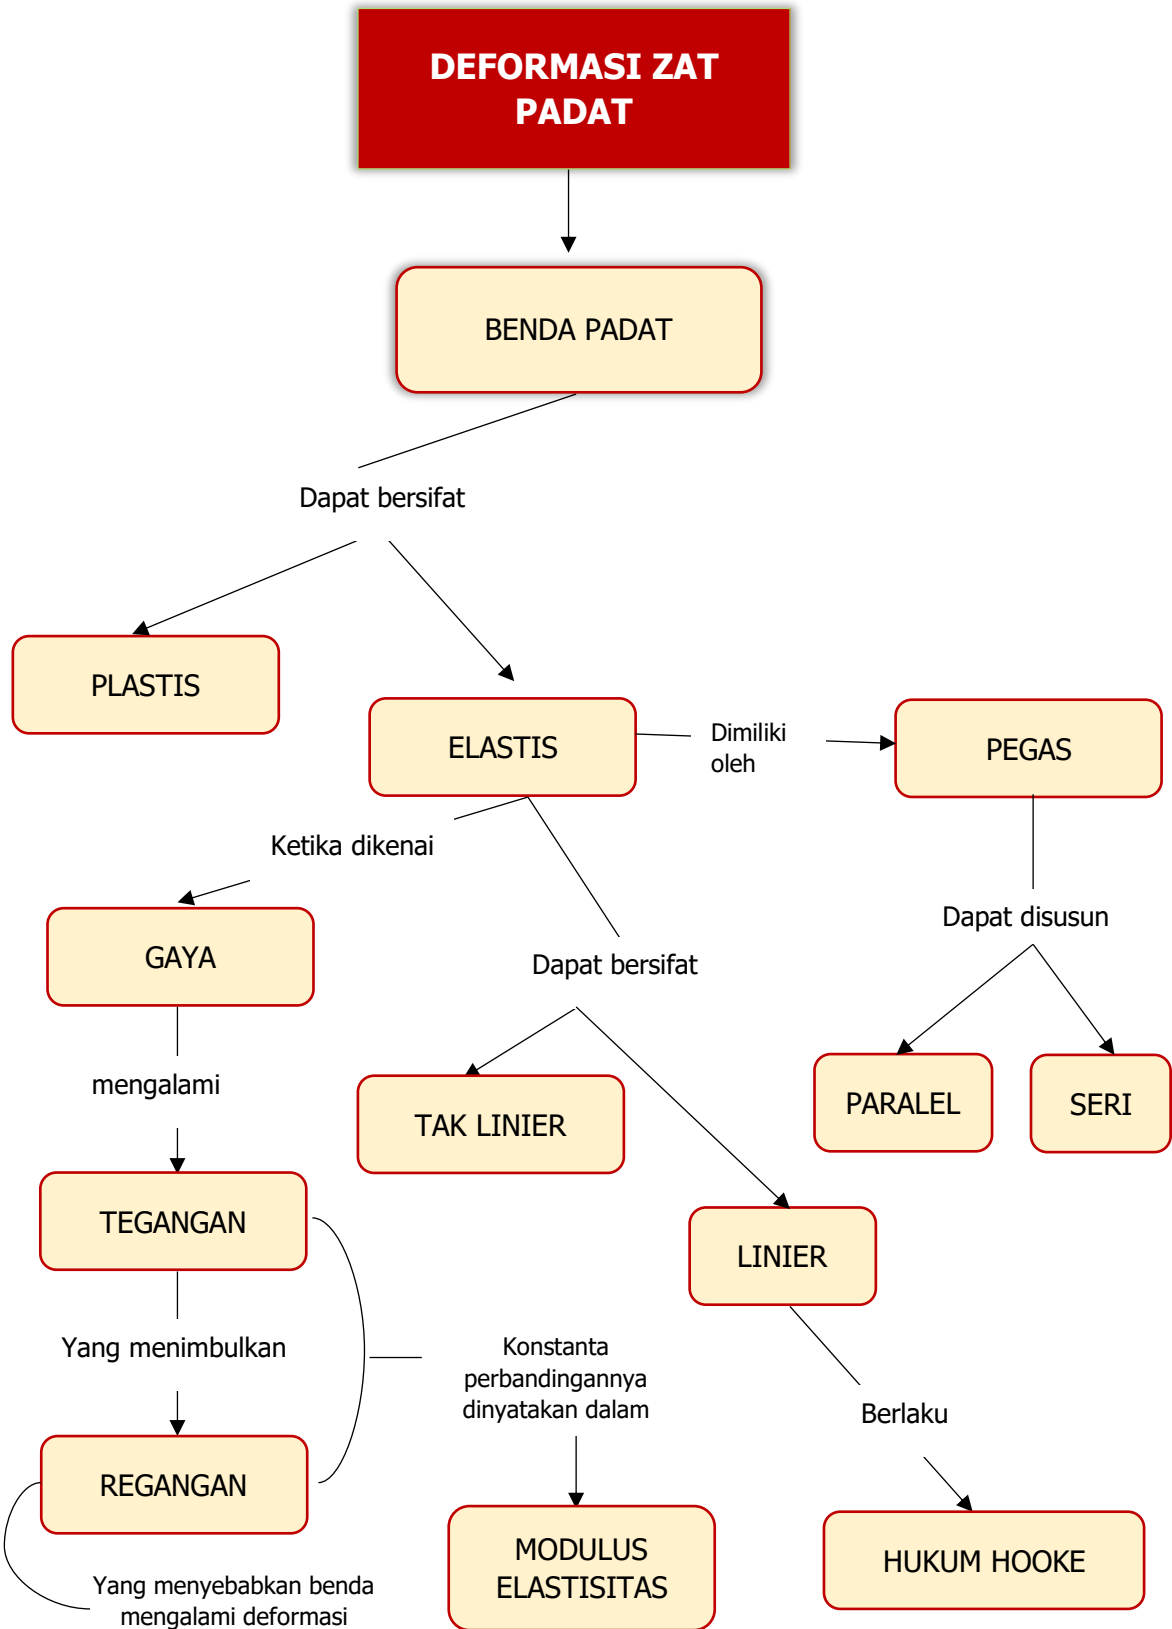 DEFORMASI ZAT
PADAT
BENDA PADAT
Dapat bersifat
PLASTIS
ELASTIS
Dimiliki
oleh
PEGAS
Ketika dikenai
GAYA
Dapat disusun
Dapat bersifat
mengalami
TAK LINIER
PARALEL
SERI
TEGANGAN
LINIER
Yang menimbulkan
Konstanta
perbandingannya
dinyatakan dalam
Berlaku
REGANGAN
MODULUS
ELASTISITAS
HUKUM HOOKE
Yang menyebabkan benda
mengalami deformasi